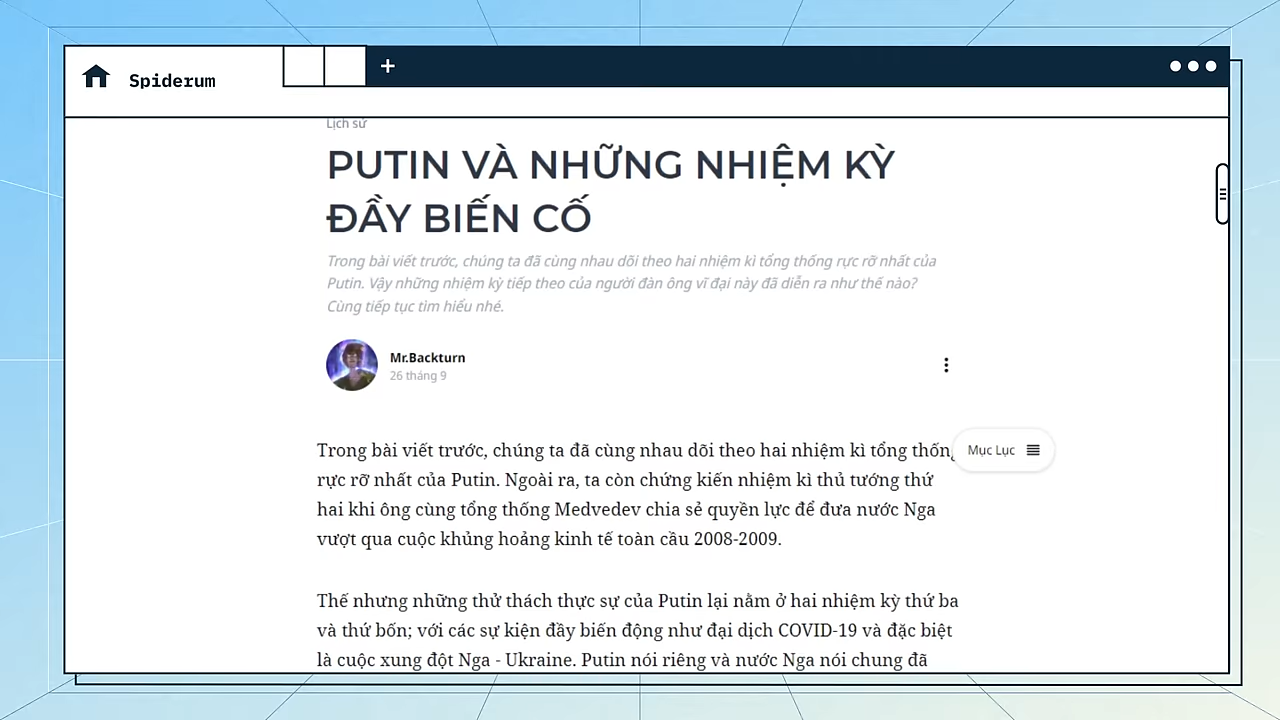 Spiderum
Lịch sử
PUTIN VÀ NHỮNG NHIỆM KỲ
ĐẦY BIẾN CỐ
Trong bài viết trước, chúng ta đã cùng nhau dõi theo hai nhiệm kì tổng thống rực rỡ nhất của
Putin. Vậy những nhiệm kỳ tiếp theo của người đàn ông vĩ đại này đã diễn ra như thế nào?
Cùng tiếp tục tìm hiểu nhé.
Mr.Backturn
26 tháng 9
Trong bài viết trước, chúng ta đã cùng nhau dõi theo hai nhiệm kì tổng thống
Mục Lục
rực rỡ nhất của Putin. Ngoài ra, ta còn chứng kiến nhiệm kì thủ tướng thứ
hai khi ông cùng tổng thống Medvedev chia sẻ quyền lực để đưa nước Nga
vượt qua cuộc khủng hoảng kinh tế toàn cầu 2008-2009.
Thế nhưng những thử thách thực sự của Putin lại nằm ở hai nhiệm kỳ thứ ba
và thứ bốn; với các sự kiện đầy biến động như đại dịch COVID-19 và đặc biệt
là cuộc xung đột Nga - Ukraine. Putin nói riêng và nước Nga nói chung đã